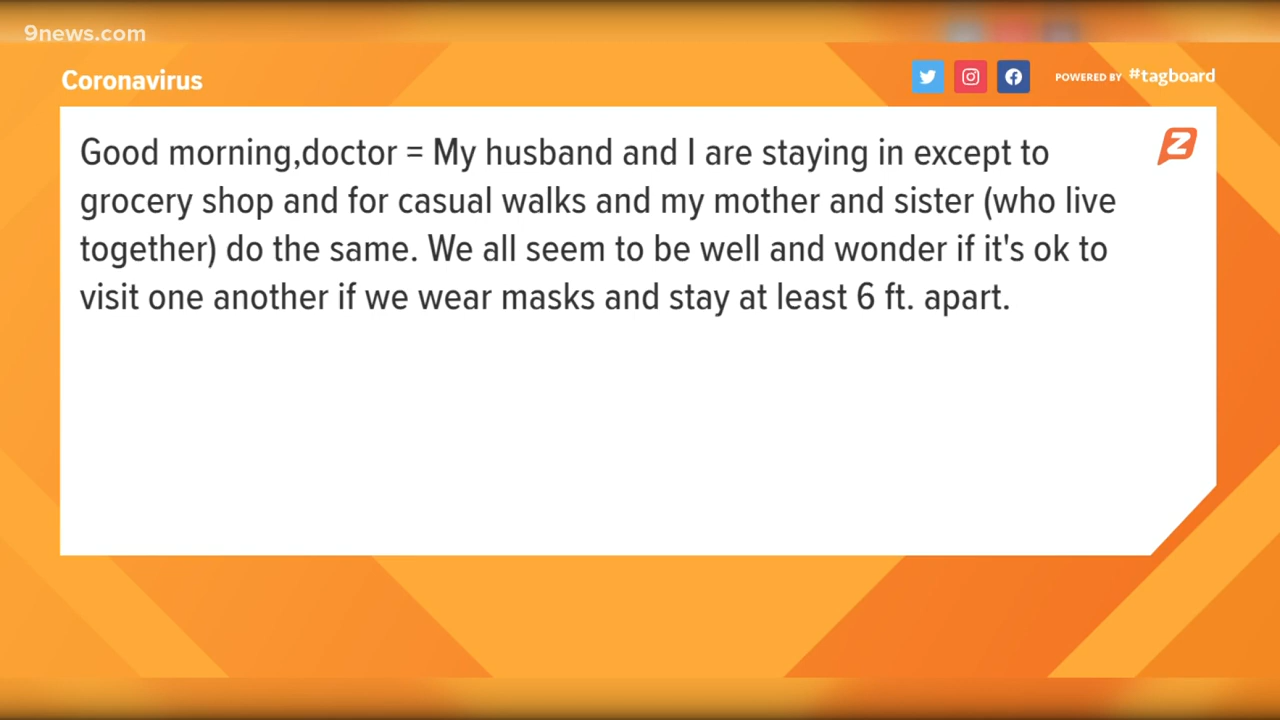 9news.com
Coronavirus
POWERED BY #tagboard
Good morning,doctor = My husband and I are staying in except to
grocery shop and for casual walks and my mother and sister (who live
together) do the same. We all seem to be well and wonder if it's ok to
visit one another if we wear masks and stay at least 6 ft. apart.
Z